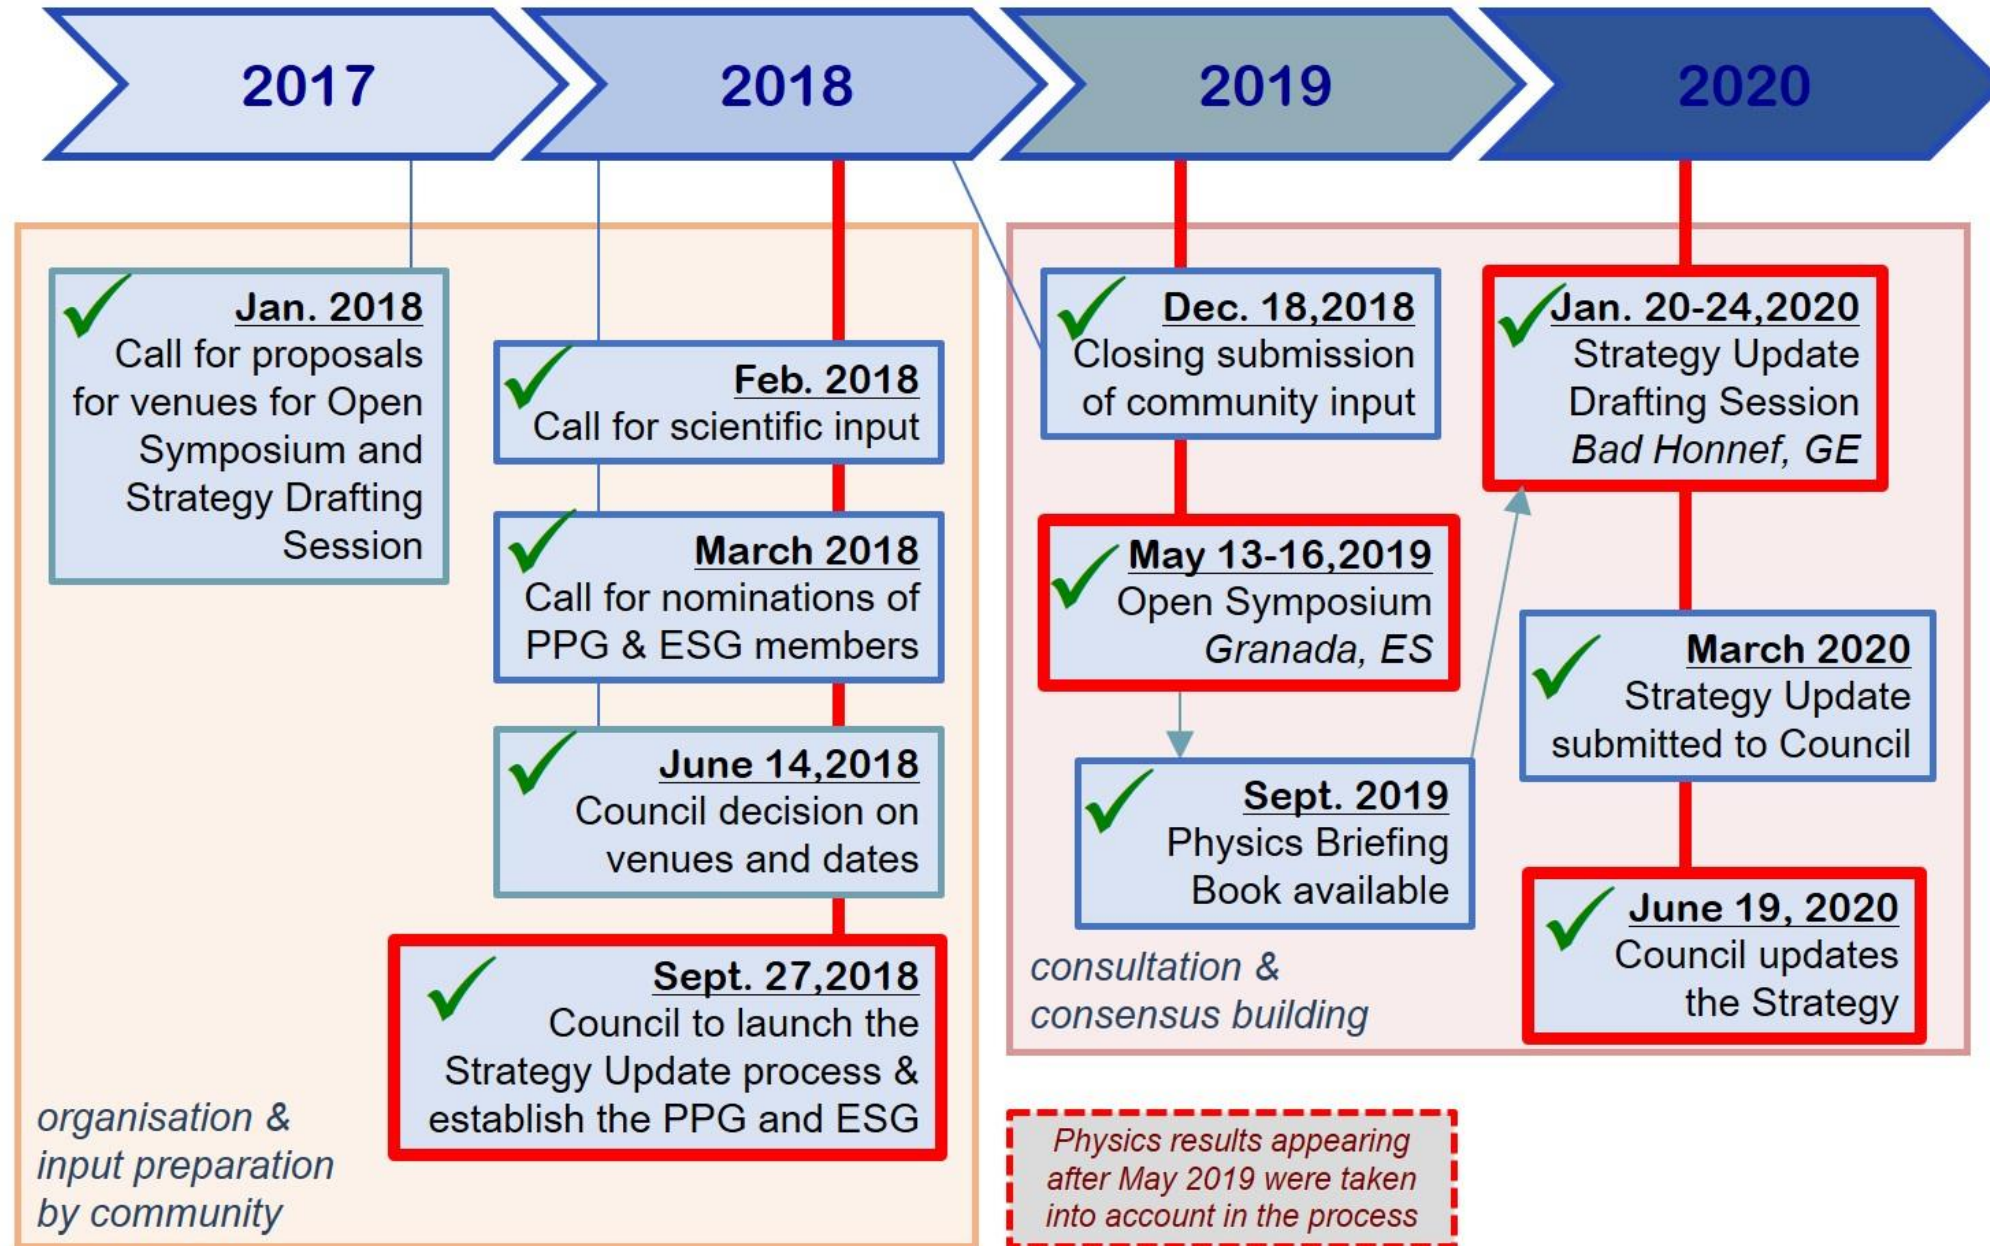 2017
2018
2019
2020
Jan. 2018
Call for proposals
for venues for Open
Symposium and
Strategy Drafting
Session
Feb. 2018
Call for scientific input
March 2018
Call for nominations of
PPG & ESG members
June 14,2018
Council decision on
venues and dates
Sept. 27,2018
Council to launch the
Strategy Update process &
establish the PPG and ESG
organisation &
input preparation
by community
Dec. 18,2018
Closing submission
of community input
May 13-16,2019
Open Symposium
Granada, ES
Sept. 2019
Physics Briefing
Book available
consultation &
consensus building
Jan. 20-24,2020
Strategy Update
Drafting Session
Bad Honnef, GE
March 2020
Strategy Update
submitted to Council
June 19, 2020
Council updates
the Strategy
Physics results appearing
after May 2019 were taken
into account in the process